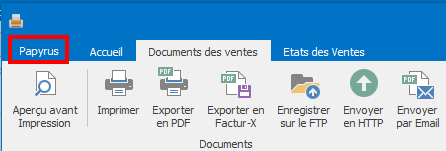 Papyrus Accueil Documents des ventes Etats des Ventes
PDF PDF PDF
Aperçu avant Imprimer Exporter Exporter en Enregistrer Envoyer Envoyer
Impression en PDF Factur-X sur le FTP en HTTP par Email
Documents